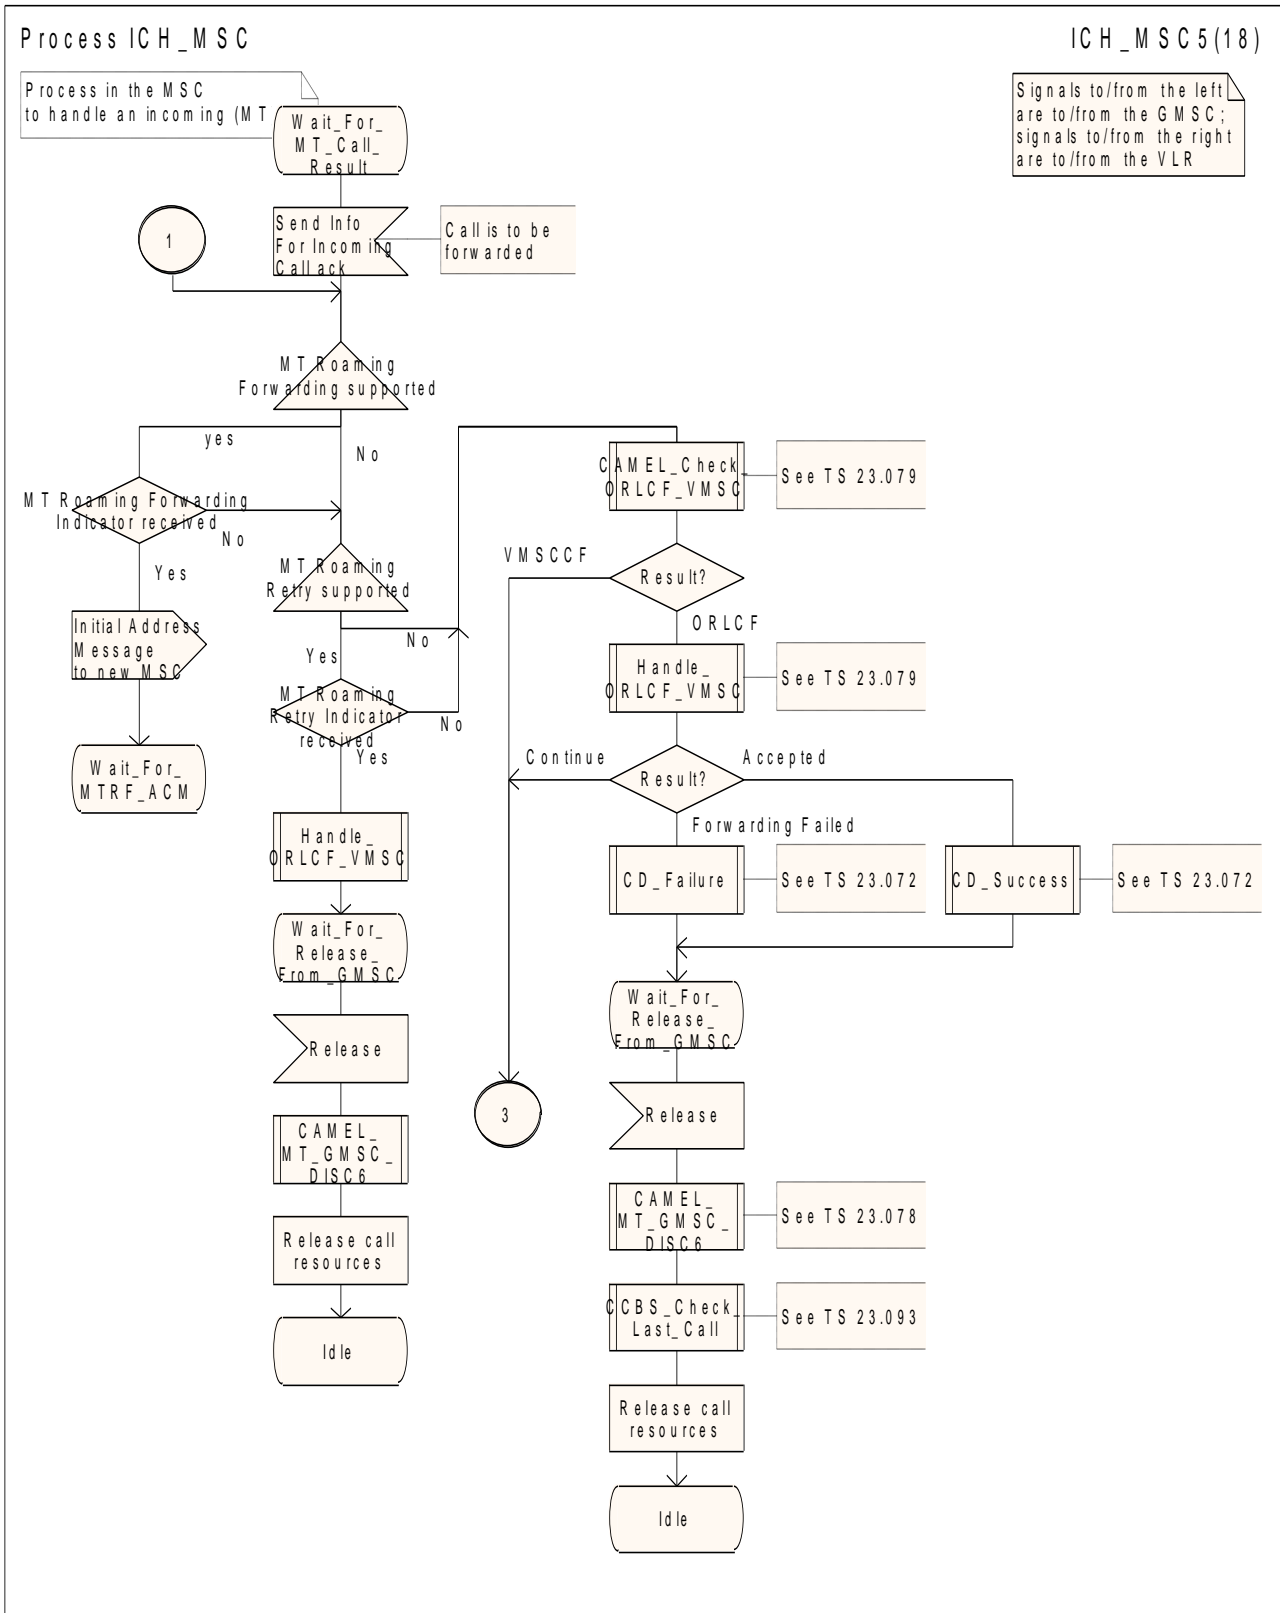 Process ICH_MSC
ICH_MSC5(18)
Process in the MSC
to handle an incoming (MT
Signals to/from the left
are to/from the GMSC;
signals to/from the right
are to/from the VLR
Wait_For_
MT_Call_
Result
1
Send Info
For Incoming
Call ack
Call is to be
forwarded
MT Roaming
Forwarding supported
yes
No
MT Roaming Forwarding
Indicator received
No
Yes
Initial Address
Message
to new MSC
Wait_For_
MTRF_ACM
MT Roaming
Retry supported
No
Yes
MT Roaming
Retry Indicator
received
No
Yes
Handle_
ORLCF_VMSC
Wait_For_
Release_
From_GMSC
Release
CAMEL_
MT_GMSC_
DISC6
Release call
resources
Idle
CAMEL_Check_
ORLCF_VMSC
See TS 23.079
VMSCCF
Result?
ORLCF
Handle_
ORLCF_VMSC
See TS 23.079
Continue
Result?
Accepted
Forwarding Failed
CD_Failure
See TS 23.072
CD_Success
See TS 23.072
Wait_For_
Release_
From_GMSC
3
Release
CAMEL_
MT_GMSC_
DISC6
See TS 23.078
CCBS_Check_
Last_Call
See TS 23.093
Release call
resources
Idle